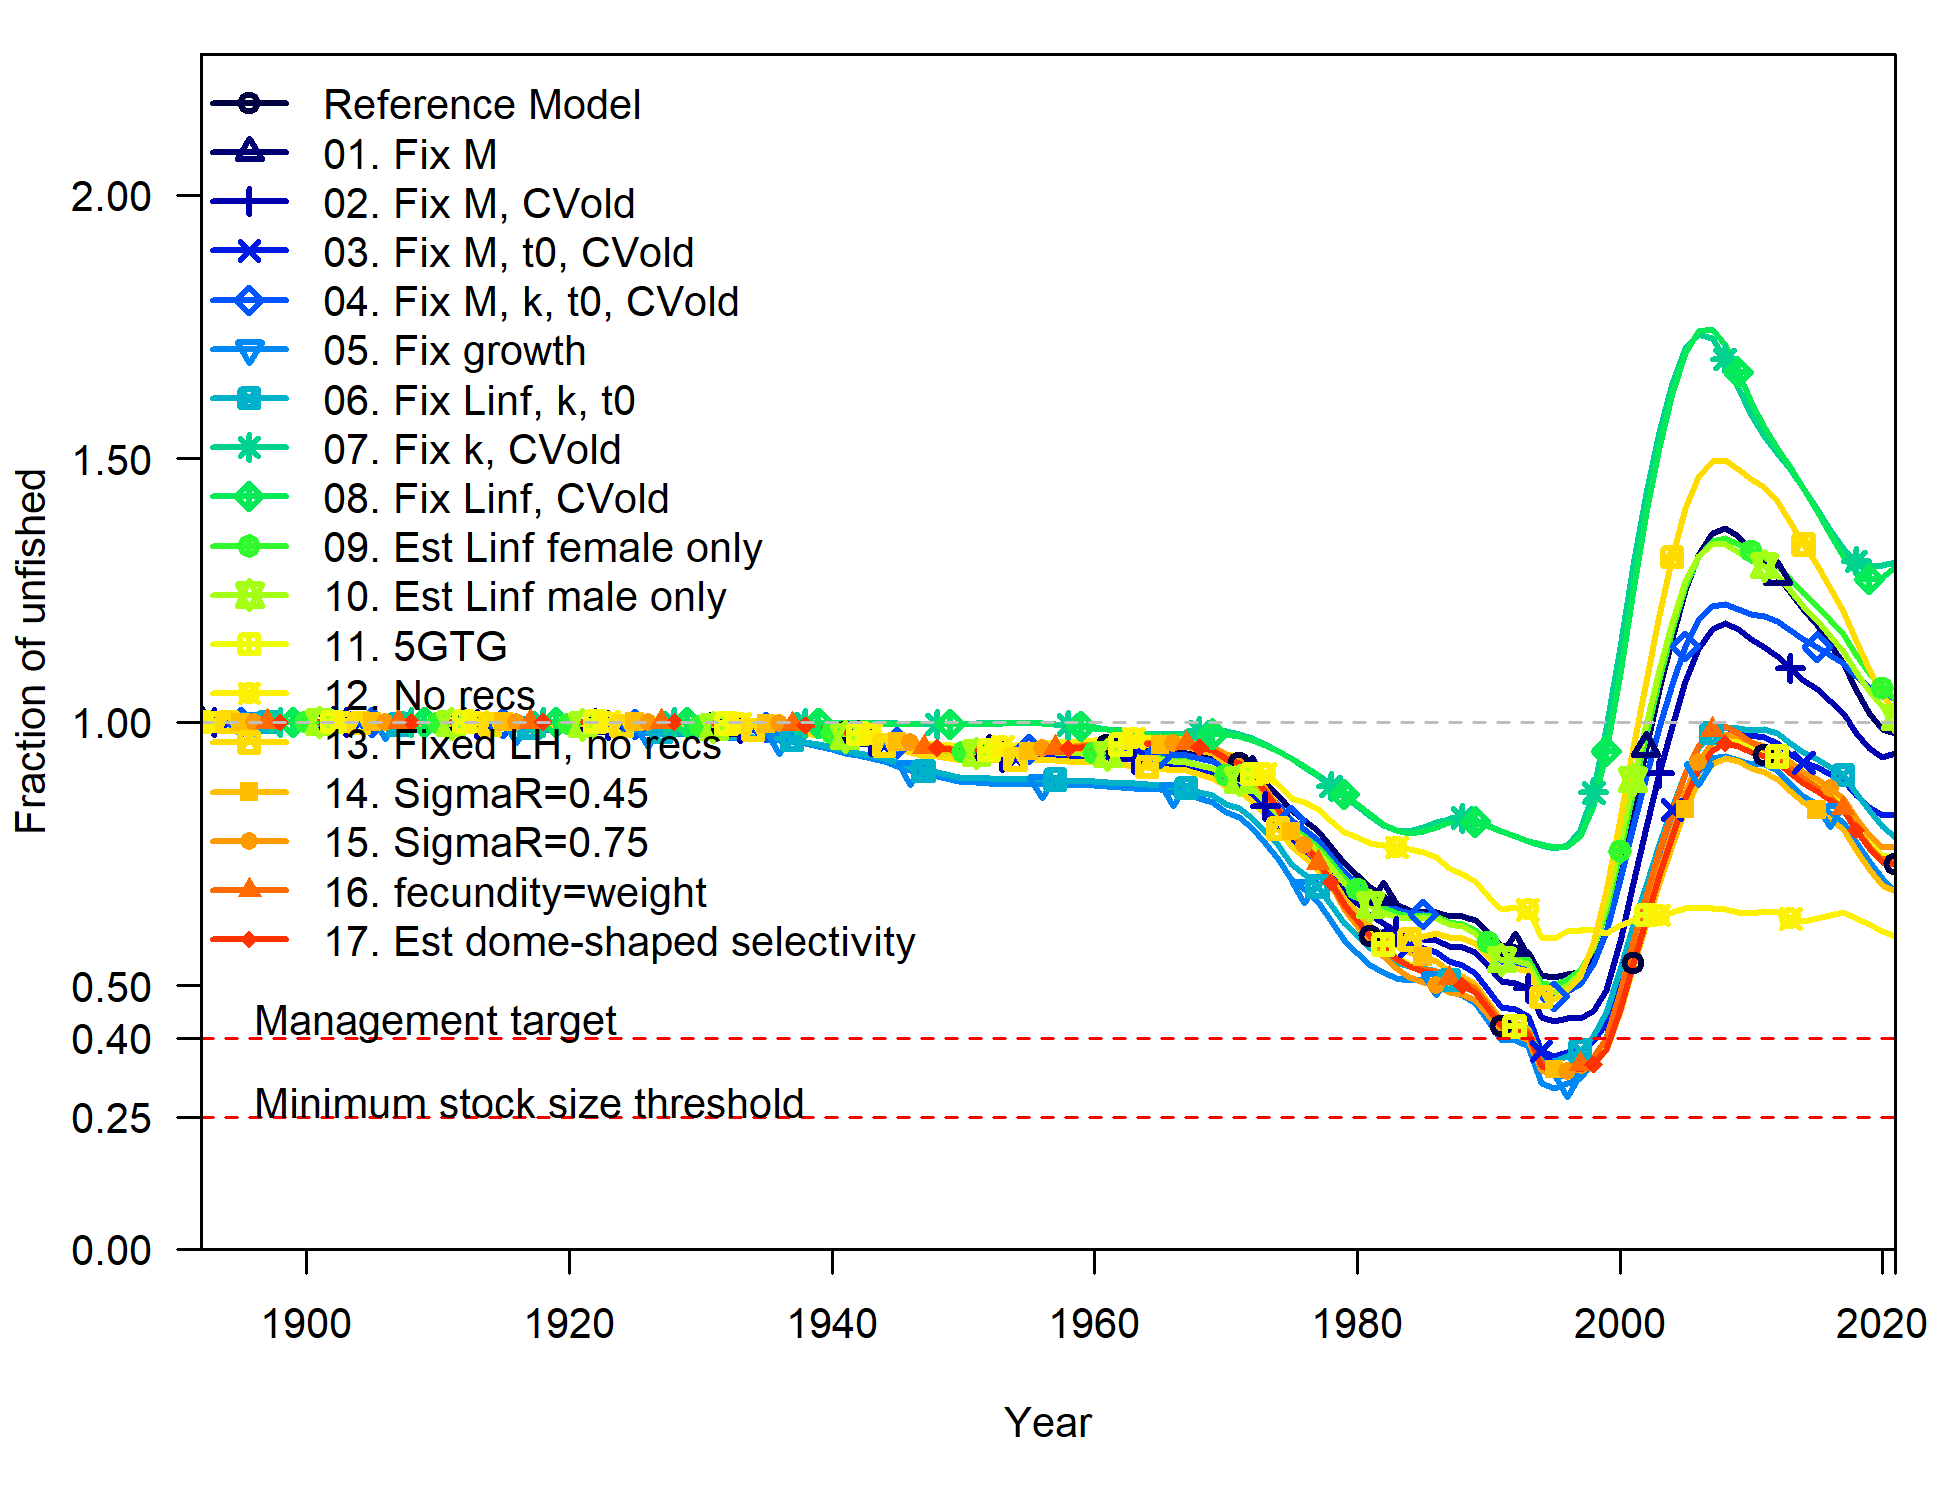 Reference Model
01. Fix M
02. Fix M, CVold
03. Fix M, t0, CVold
04. Fix M, k, t0, CVold
05. Fix growth
06. Fix Linf, k, t0
07. Fix k, CVold
08. Fix Linf, CVold
09. Est Linf female only
10. Est Linf male only
11. 5GTG
12. No recs
13. Fixed LH, no recs
14. SigmaR=0.45
15. SigmaR=0.75
16. fecundity=weight
17. Est dome-shaped selectivity
Management target
Minimum stock size threshold
Fraction of unfished
2.00
1.50
1.00
0.50
0.40
0.25
0.00
1900 1920 1940 1960 1980 2000 2020
Year